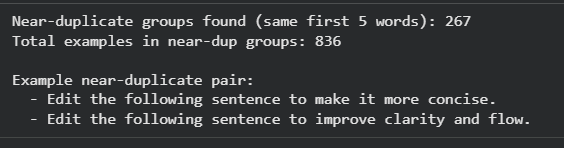 Near-duplicate groups found (same first 5 words): 267
Total examples in near-dup groups: 836
Example near-duplicate pair:
- Edit the following sentence to make it more concise.
- Edit the following sentence to improve clarity and flow.